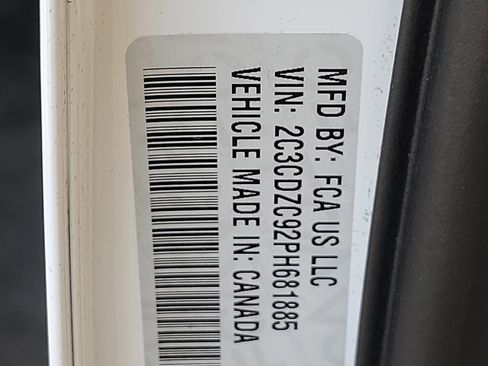 MFD BY: FCA US LLC
VIN: 2C3CDZC92PH681885
VEHICLE MADE IN: CANADA